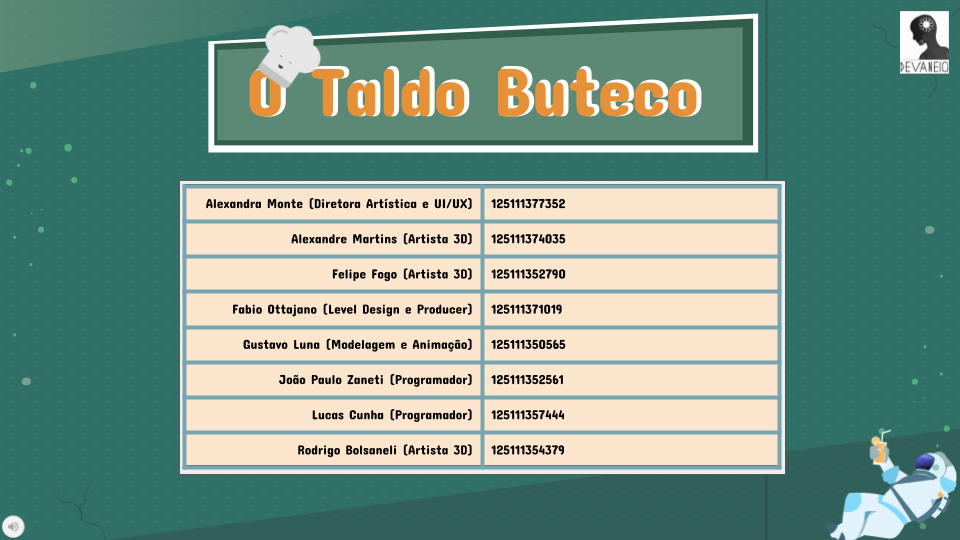 O Taldo Buteco
DEVANEIO
Alexandra Monte (Diretora Artística e UI/UX) 125111377352
Alexandre Martins (Artista 3D) 125111374035
Felipe Fogo (Artista 3D) 125111352790
Fabio Ottajano (Level Design e Producer) 125111371019
Gustavo Luna (Modelagem e Animação) 125111350565
João Paulo Zaneti (Programador) 125111352561
Lucas Cunha (Programador) 125111357444
Rodrigo Bolsaneli (Artista 3D) 125111354379